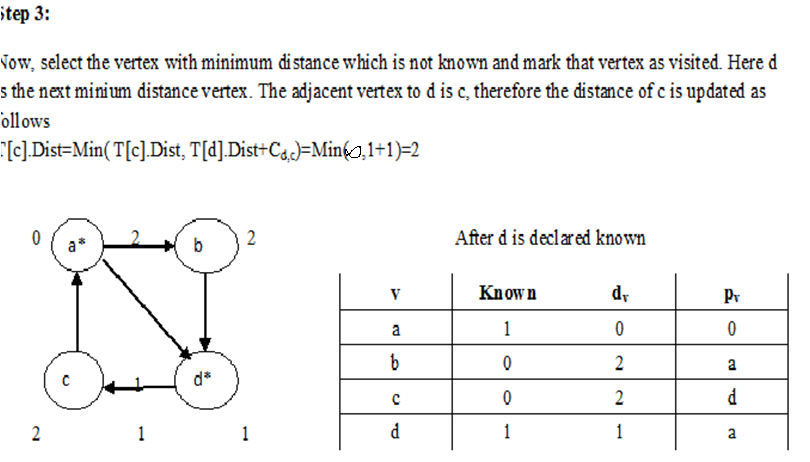 Step 3:
Now, select the vertex with minimum distance which is not known and mark that vertex as visited. Here d
s the next minium distance vertex. The adjacent vertex to d is c, therefore the distance of c is updated as
follows
T[c].Dist=Min( T[c].Dist, T[d].Dist+Cd,c)=Min(∞,1+1)=2
0 a* 2 b 2
c 1 d*
2 1 1
After d is declared known
v Known dv pv
a 1 0 0
b 0 2 a
c 0 2 d
d 1 1 a